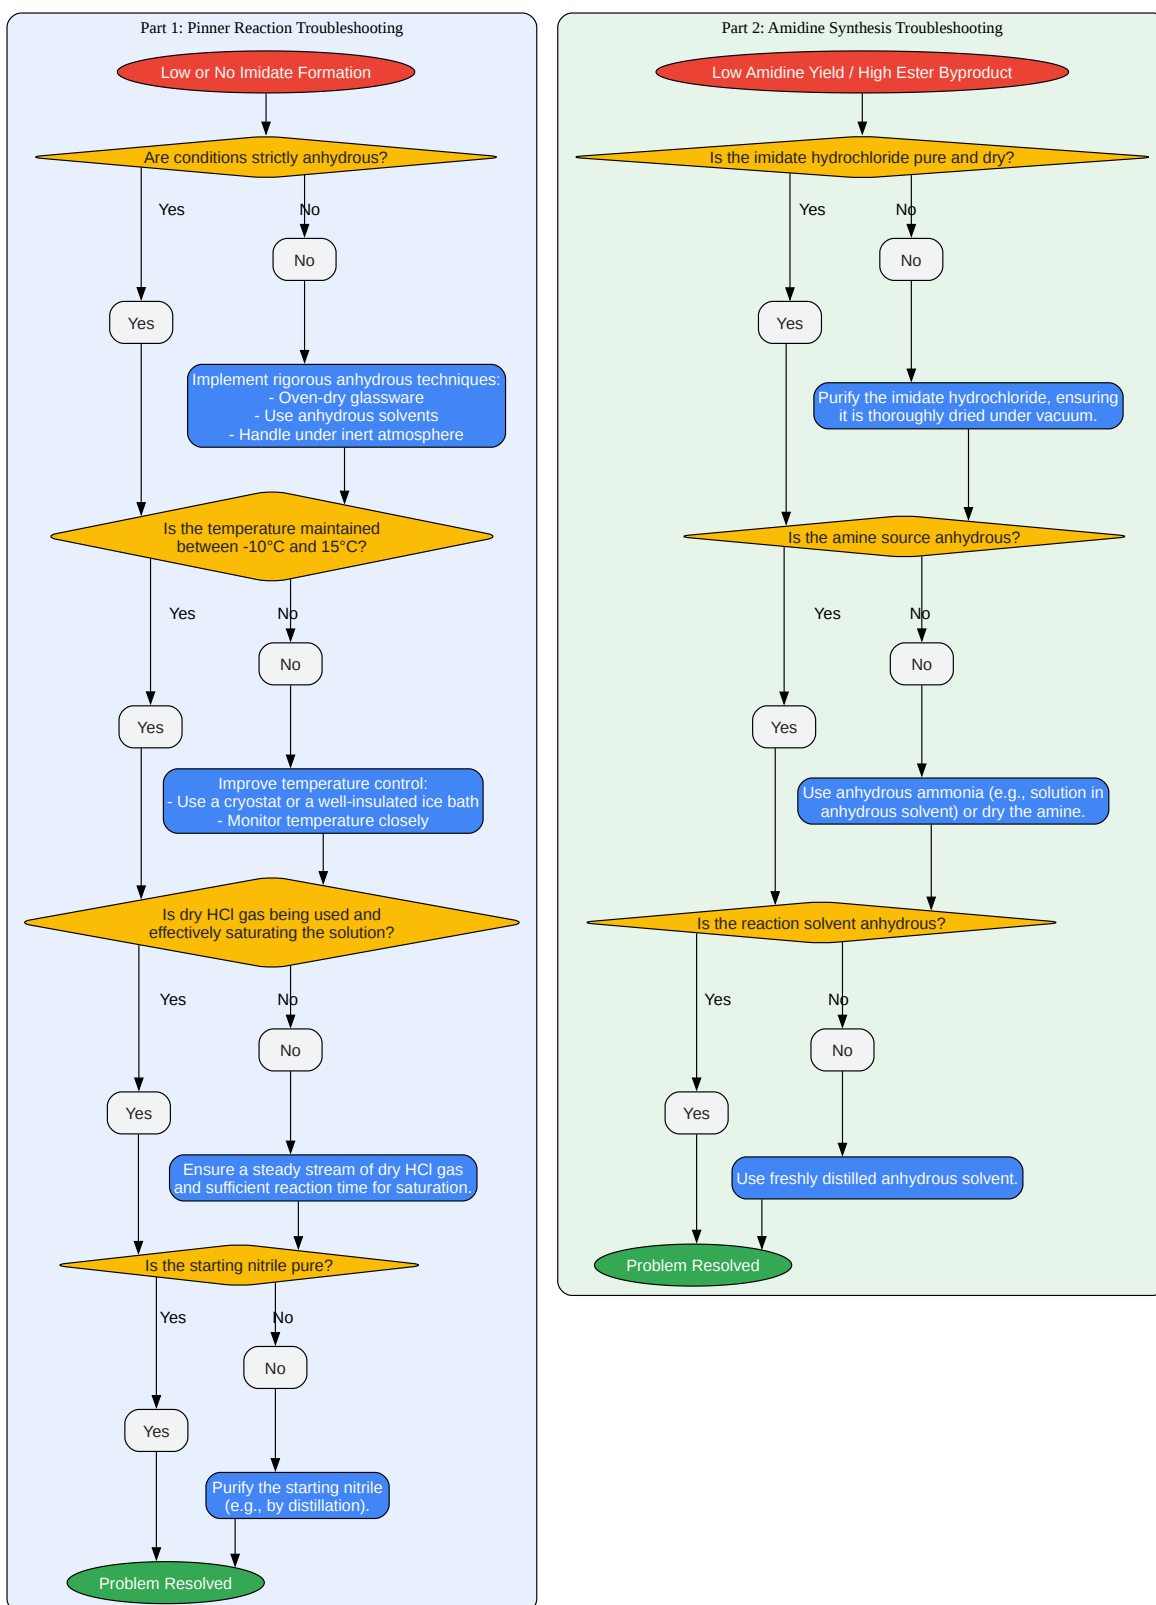 Part 1: Pinner Reaction Troubleshooting
Low or No Imidate Formation
Are conditions strictly anhydrous?
Yes
No
No
Yes
Implement rigorous anhydrous techniques:
- Oven-dry glassware
- Use anhydrous solvents
- Handle under inert atmosphere
Is the temperature maintained
between -10°C and 15°C?
Yes
No
No
Yes
Improve temperature control:
- Use a cryostat or a well-insulated ice bath
- Monitor temperature closely
Is dry HCl gas being used and
effectively saturating the solution?
Yes
No
No
Yes
Ensure a steady stream of dry HCl gas
and sufficient reaction time for saturation.
Is the starting nitrile pure?
Yes
No
No
Yes
Purify the starting nitrile
(e.g., by distillation).
Problem Resolved
Part 2: Amidine Synthesis Troubleshooting
Low Amidine Yield / High Ester Byproduct
Is the imidate hydrochloride pure and dry?
Yes
No
No
Yes
Purify the imidate hydrochloride, ensuring
it is thoroughly dried under vacuum.
Is the amine source anhydrous?
Yes
No
No
Yes
Use anhydrous ammonia (e.g., solution in
anhydrous solvent) or dry the amine.
Is the reaction solvent anhydrous?
Yes
No
No
Yes
Use freshly distilled anhydrous solvent.
Problem Resolved